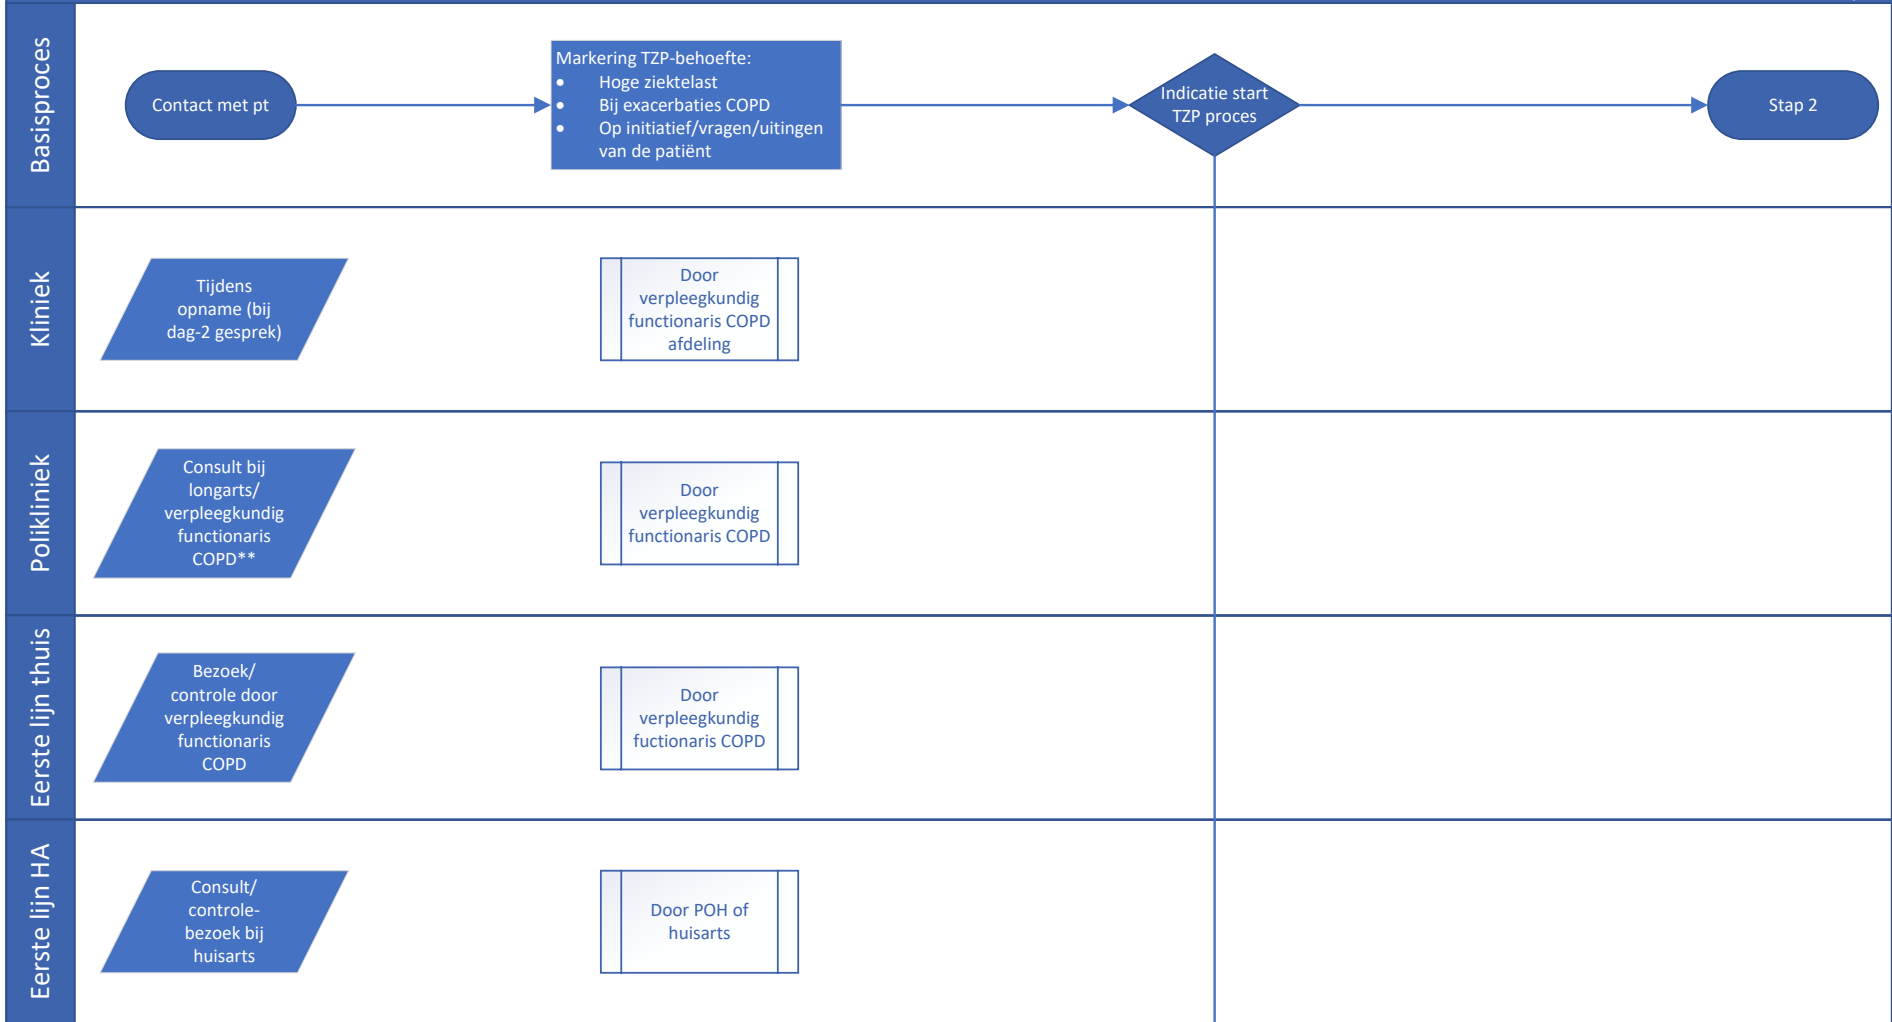 Basisproces
Contact met pt
Markering TZP-behoefte:
• Hoge ziektelast
• Bij exacerbaties COPD
• Op initiatief/vragen/uitingen
van de patiënt
Indicatie start
TZP proces
Stap 2
Kliniek
Tijdens
opname (bij
dag-2 gesprek)
Door
verpleegkundig
functionaris COPD
afdeling
Polikliniek
Consult bij
longarts/
verpleegkundig
functionaris
COPD**
Door
verpleegkundig
functionaris COPD
Eerste lijn thuis
Bezoek/
controle door
verpleegkundig
functionaris
COPD
Door
verpleegkundig
fuctionaris COPD
Eerste lijn HA
Consult/
controle-
bezoek bij
huisarts
Door POH of
huisarts